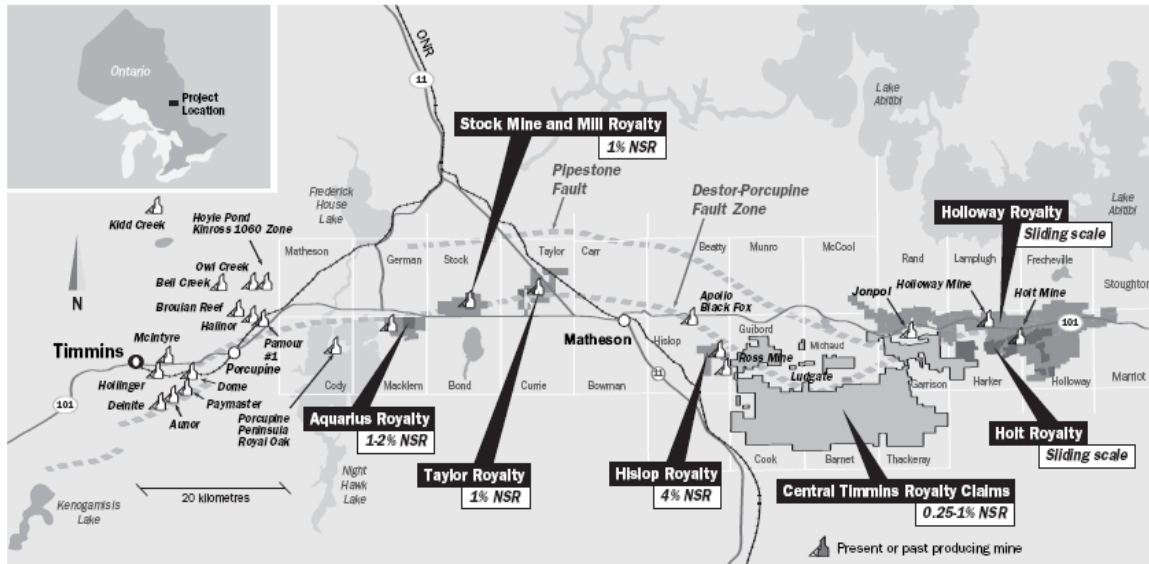 Ontario
Project
Location
ONR
11
Lake
Abitibi
Stock Mine and Mill Royalty
1% NSR
Pipestone
Fault
Destor-Porcupine
Fault Zone
Frederick
House
Lake
Lake
Abitibi
Kidd Creek
Hoyle Pond
Kinross 1060 Zone
Holloway Royalty
Sliding scale
N
Matheson
German
Stock
Taylor
Carr
Beatty
Munro
McCool
Rand
Lamplugh
Frecheville
Stoughton
Owl Creek
Bell Creek
Jonpol
Holloway Mine
Holt Mine
Broulan Reef
Hallnor
Apollo
Black Fox
101
McIntyre
Pamour
#1
Timmins
Porcupine
Matheson
Hislop
Guibord
Michaud
Ross Mine
Ludgate
Hollinger
Dome
Cody
Macklem
Bond
Currie
Bowman
11
Garrison
Harker
Holloway
Marriot
101
Delnite
Paymaster
Aunor
Porcupine
Peninsula
Royal Oak
Aquarius Royalty
1-2% NSR
Holt Royalty
Sliding scale
Taylor Royalty
1% NSR
Hislop Royalty
4% NSR
Cook
Barnet
Thackeray
Central Timmins Royalty Claims
0.25-1% NSR
Night
Hawk
Lake
Kenogamisis
Lake
20 kilometres
Present or past producing mine